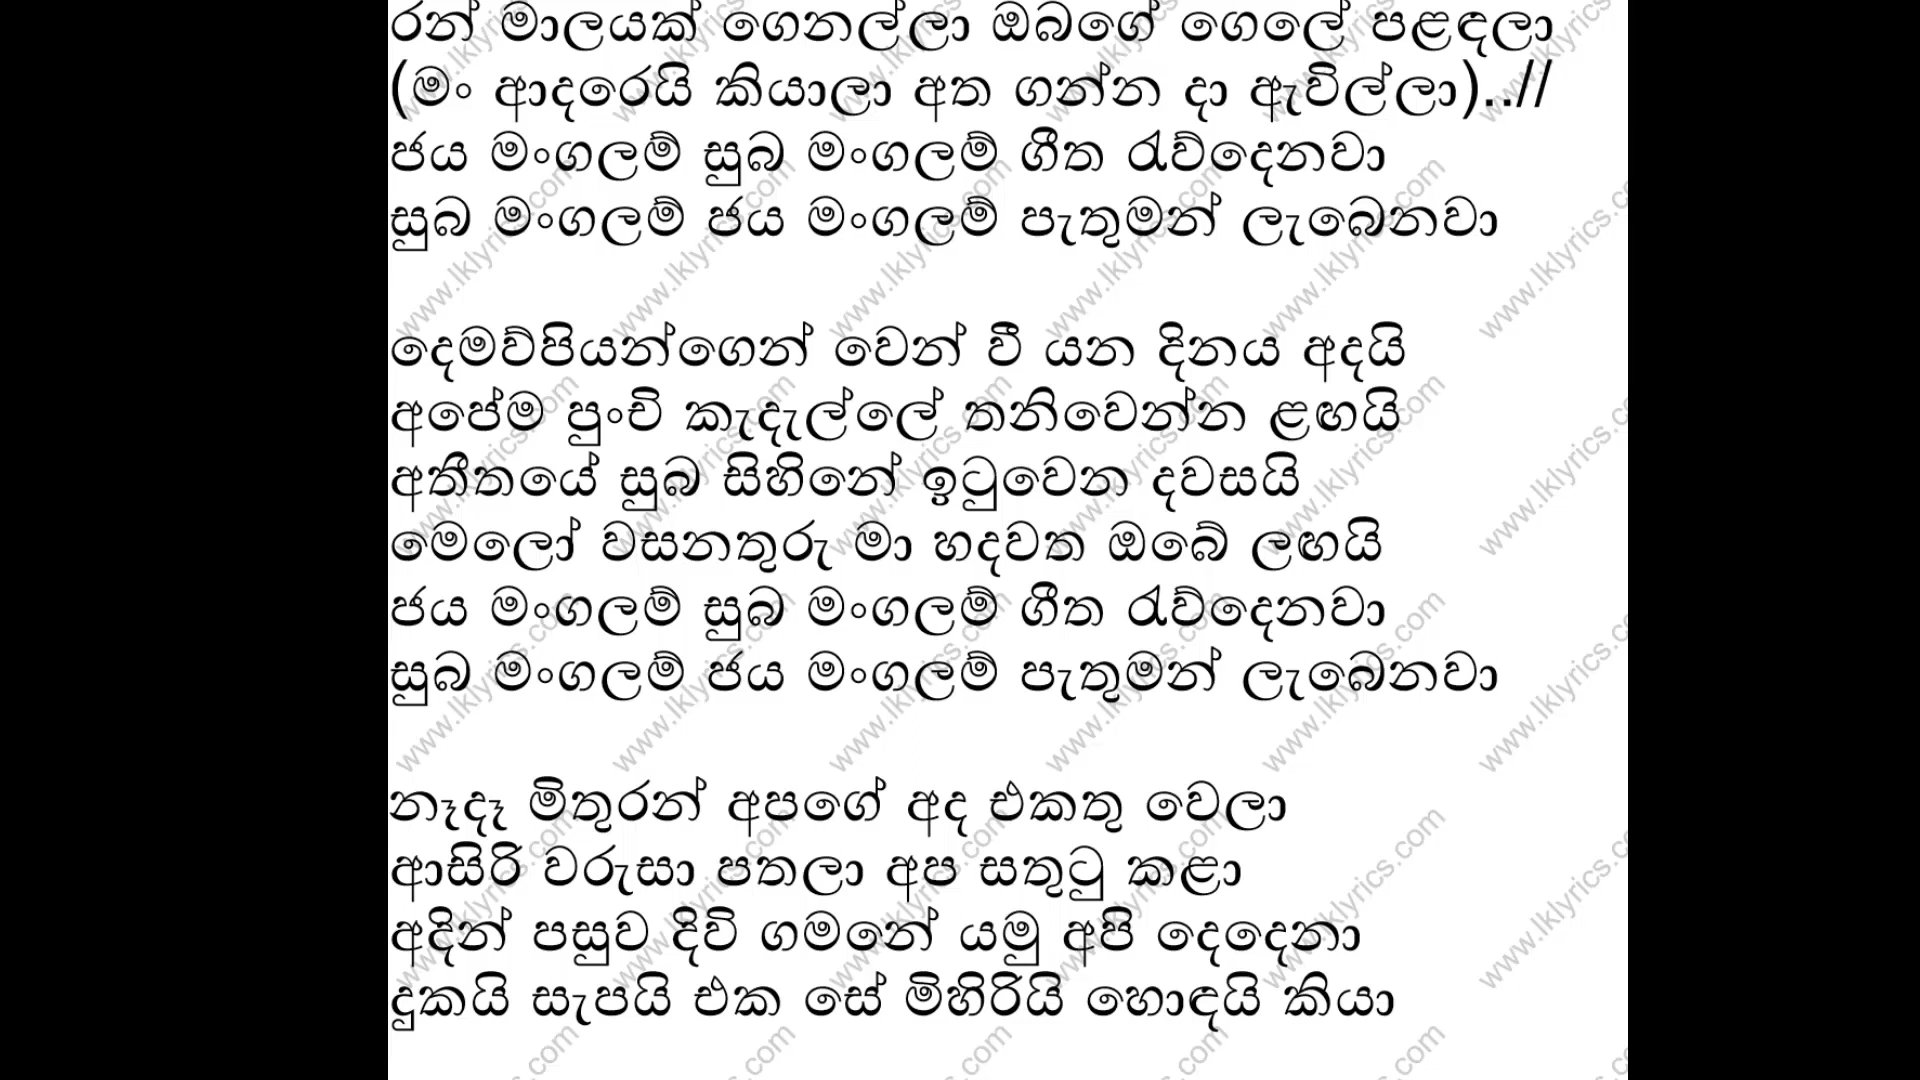 රන් මාලයක් ගෙනල්ලා ඔබගේ ගෙලේ පළඳලා
(මං ආදරෙයි කියාලා අත ගන්න දා ඇවිල්ලා)..//
ජය මංගලම් සුබ මංගලම් ගීත රැව්දෙනවා
සුබ මංගලම් ජය මංගලම් පැතුමන් ලැබෙනවා
දෙමව්පියන්ගෙන් වෙන් වී යන දිනය අදයි
අපේම පුංචි කැදැල්ලේ තනිවෙන්න ළඟයි
අතීතයේ සුබ සිහිනේ ඉටුවෙන දවසයි
මෙලෝ වසනතුරු මා හදවත ඔබේ ලඟයි
ජය මංගලම් සුබ මංගලම් ගීත රැව්දෙනවා
සුබ මංගලම් ජය මංගලම් පැතුමන් ලැබෙනවා
නෑදෑ මිතුරන් අපගේ අද එකතු වෙලා
ආසිරි වරුසා පතලා අප සතුටු කළා
අදින් පසුව දිවි ගමනේ යමු අපි දෙදෙනා
දුකයි සැපයි එක සේ මිහිරියි හොඳයි කියා
www.lklyrics.com